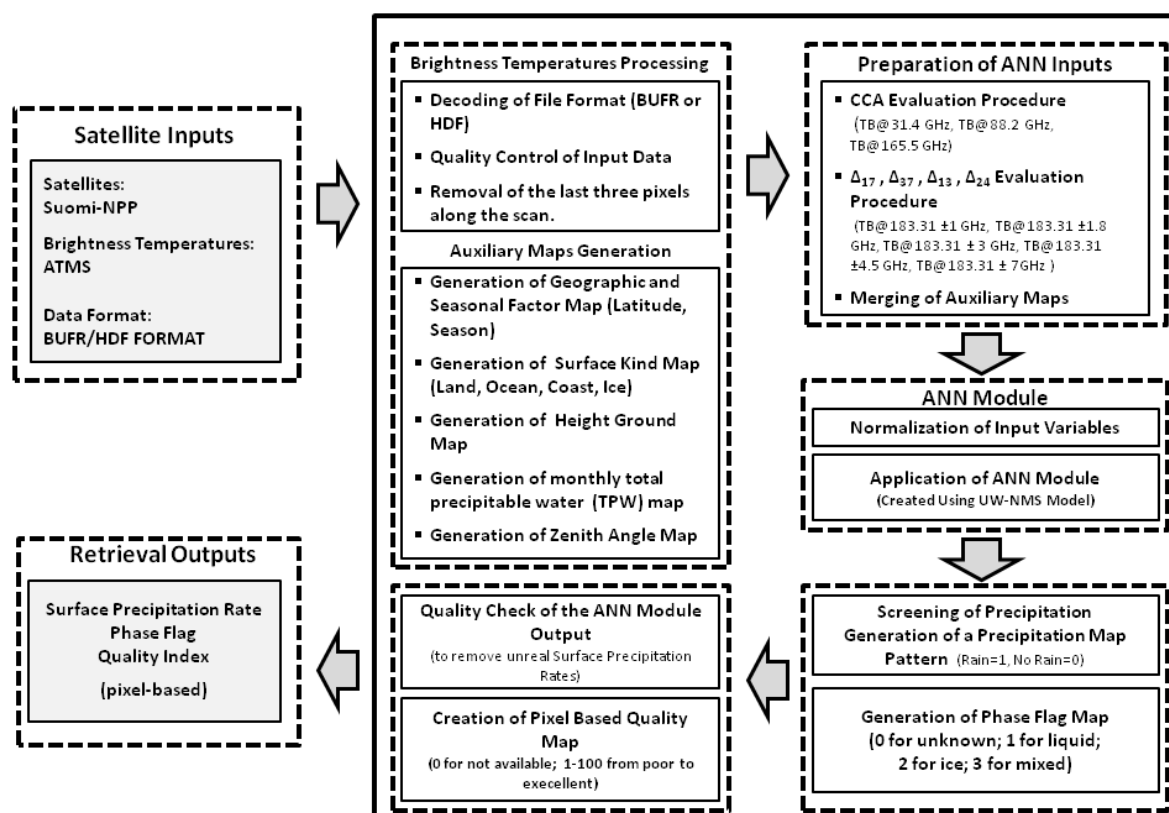 Satellite Inputs
Satellites:
Suomi-NPP
Brightness Temperatures:
ATMS
Data Format:
BUFR/HDF FORMAT
Brightness Temperatures Processing
▪ Decoding of File Format (BUFR or
HDF)
▪ Quality Control of Input Data
▪ Removal of the last three pixels
along the scan.
Auxiliary Maps Generation
▪ Generation of Geographic and
Seasonal Factor Map (Latitude,
Season)
▪ Generation of Surface Kind Map
(Land, Ocean, Coast, Ice)
▪ Generation of Height Ground
Map
▪ Generation of monthly total
precipitable water (TPW) map
▪ Generation of Zenith Angle Map
Preparation of ANN Inputs
▪ CCA Evaluation Procedure
(TB@31.4 GHz, TB@88.2 GHz,
TB@165.5 GHz)
▪ Δ17 , Δ37, Δ13 , Δ24 Evaluation
Procedure
(TB@183.31 ±1 GHz, TB@183.31 ±1.8
GHz, TB@183.31 ± 3 GHz, TB@183.31
±4.5 GHz, TB@183.31 ± 7GHz )
▪ Merging of Auxiliary Maps
ANN Module
Normalization of Input Variables
Application of ANN Module
(Created Using UW-NMS Model)
Screening of Precipitation
Generation of a Precipitation Map
Pattern (Rain=1, No Rain=0)
Generation of Phase Flag Map
(0 for unknown; 1 for liquid;
2 for ice; 3 for mixed)
Quality Check of the ANN Module
Output
(to remove unreal Surface Precipitation
Rates)
Creation of Pixel Based Quality
Map
(0 for not available; 1-100 from poor to
execellent)
Retrieval Outputs
Surface Precipitation Rate
Phase Flag
Quality Index
(pixel-based)